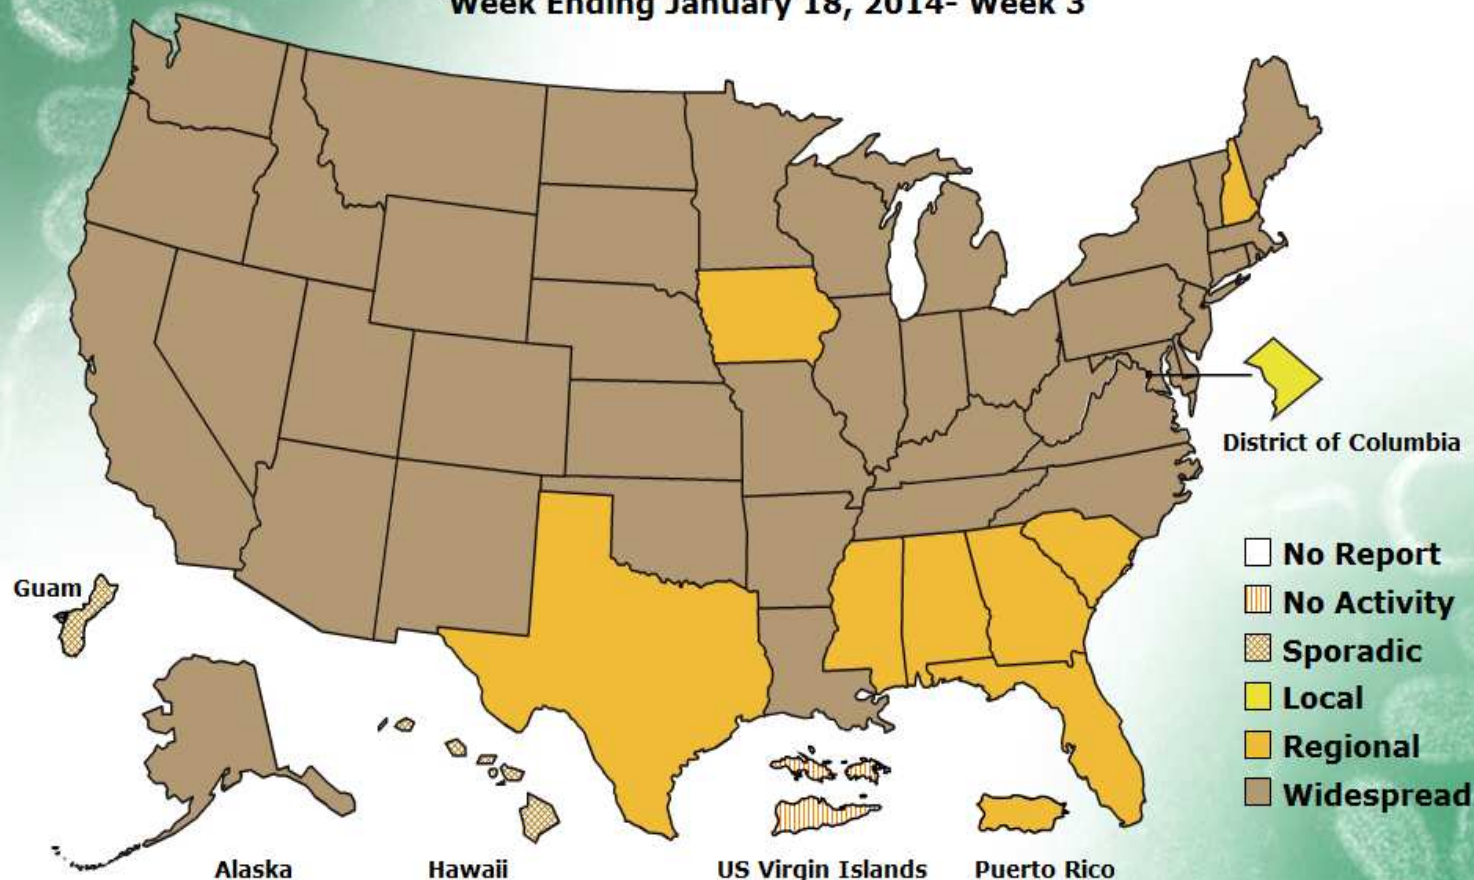 Week Ending January 18, 2014- Week 3
District of Columbia
No Report
No Activity
Guam
Sporadic
Local
Regional
Widespread
Alaska
Hawaii
US Virgin Islands
Puerto Rico